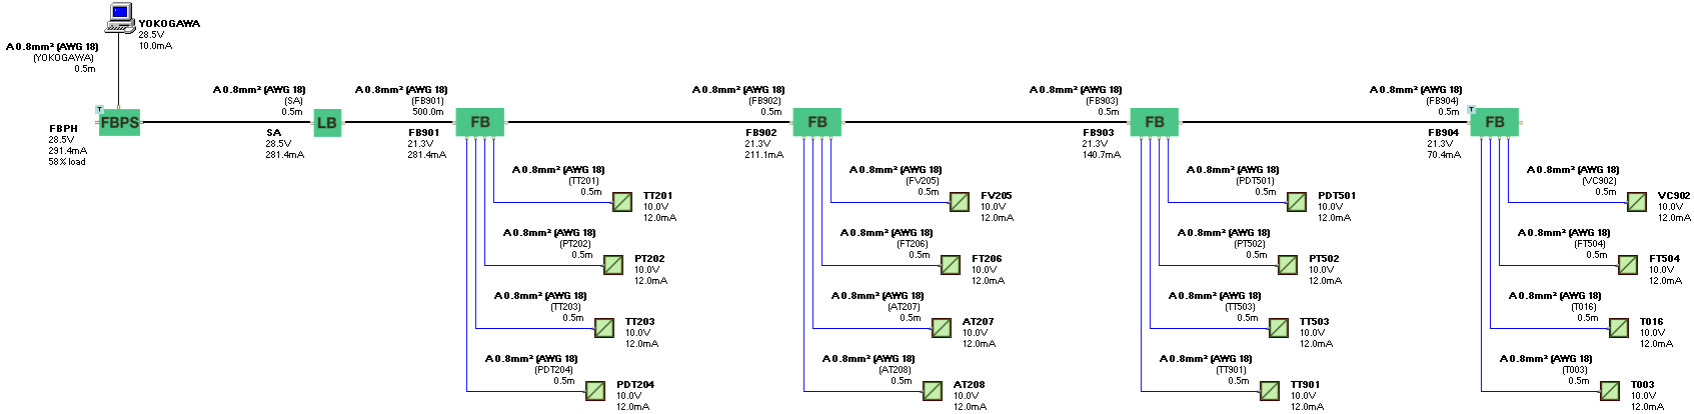 YOKOGAWA
28.5V
10.0mA
A 0.8mm² (AWG 18)
(YOKOGAWA)
0.5m
T
FBPS
FBPH
28.5V
291.4mA
58% load
A 0.8mm² (AWG 18)
(SA)
0.5m
LB
SA
28.5V
281.4mA
A 0.8mm² (AWG 18)
(FB901)
500.0m
FB
FB901
21.3V
281.4mA
A 0.8mm² (AWG 18)
(TT201)
0.5m
TT201
10.0V
12.0mA
A 0.8mm² (AWG 18)
(PT202)
0.5m
PT202
10.0V
12.0mA
A 0.8mm² (AWG 18)
(TT203)
0.5m
TT203
10.0V
12.0mA
A 0.8mm² (AWG 18)
(PDT204)
0.5m
PDT204
10.0V
12.0mA
A 0.8mm² (AWG 18)
(FB902)
0.5m
FB
FB902
21.3V
211.1mA
A 0.8mm² (AWG 18)
(FV205)
0.5m
FV205
10.0V
12.0mA
A 0.8mm² (AWG 18)
(FT206)
0.5m
FT206
10.0V
12.0mA
A 0.8mm² (AWG 18)
(AT207)
0.5m
AT207
10.0V
12.0mA
A 0.8mm² (AWG 18)
(AT208)
0.5m
AT208
10.0V
12.0mA
A 0.8mm² (AWG 18)
(FB903)
0.5m
FB
FB903
21.3V
140.7mA
A 0.8mm² (AWG 18)
(PDT501)
0.5m
PDT501
10.0V
12.0mA
A 0.8mm² (AWG 18)
(PT502)
0.5m
PT502
10.0V
12.0mA
A 0.8mm² (AWG 18)
(TT503)
0.5m
TT503
10.0V
12.0mA
A 0.8mm² (AWG 18)
(TT901)
0.5m
TT901
10.0V
12.0mA
A 0.8mm² (AWG 18)
(FB904)
0.5m
T
FB
FB904
21.3V
70.4mA
A 0.8mm² (AWG 18)
(VC902)
0.5m
VC902
10.0V
12.0mA
A 0.8mm² (AWG 18)
(FT504)
0.5m
FT504
10.0V
12.0mA
A 0.8mm² (AWG 18)
(T016)
0.5m
T016
10.0V
12.0mA
A 0.8mm² (AWG 18)
(T003)
0.5m
T003
10.0V
12.0mA